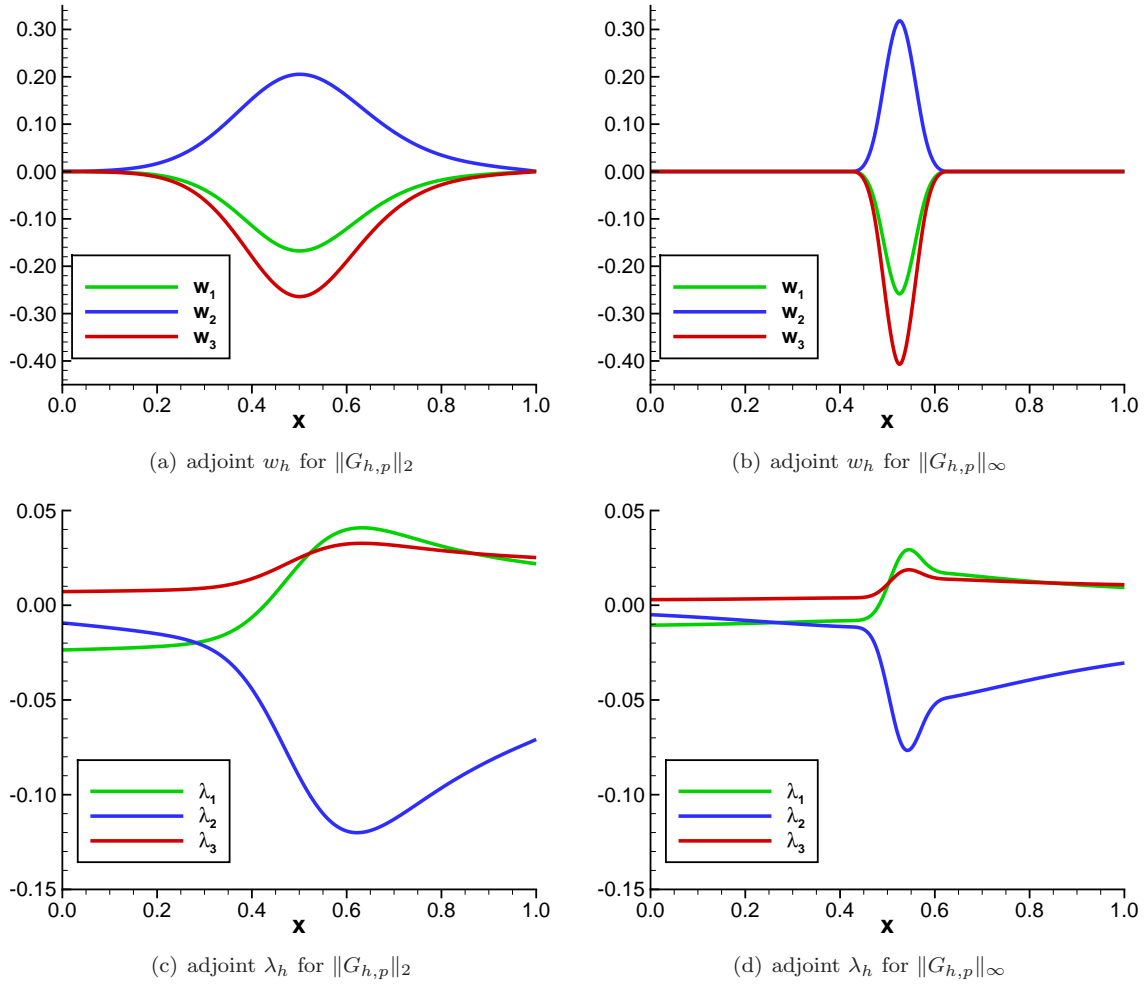 0.30
0.20
0.10
0.00
-0.10
-0.20
-0.30
-0.40
w₁
w₂
w₃
0.0 0.2 0.4 0.6 0.8 1.0
x
(a) adjoint wₕ for ‖Gₕ,ₚ‖₂
0.30
0.20
0.10
0.00
-0.10
-0.20
-0.30
-0.40
w₁
w₂
w₃
0.0 0.2 0.4 0.6 0.8 1.0
x
(b) adjoint wₕ for ‖Gₕ,ₚ‖∞
0.05
0.00
-0.05
-0.10
-0.15
λ₁
λ₂
λ₃
0.0 0.2 0.4 0.6 0.8 1.0
x
(c) adjoint λₕ for ‖Gₕ,ₚ‖₂
0.05
0.00
-0.05
-0.10
-0.15
λ₁
λ₂
λ₃
0.0 0.2 0.4 0.6 0.8 1.0
x
(d) adjoint λₕ for ‖Gₕ,ₚ‖∞